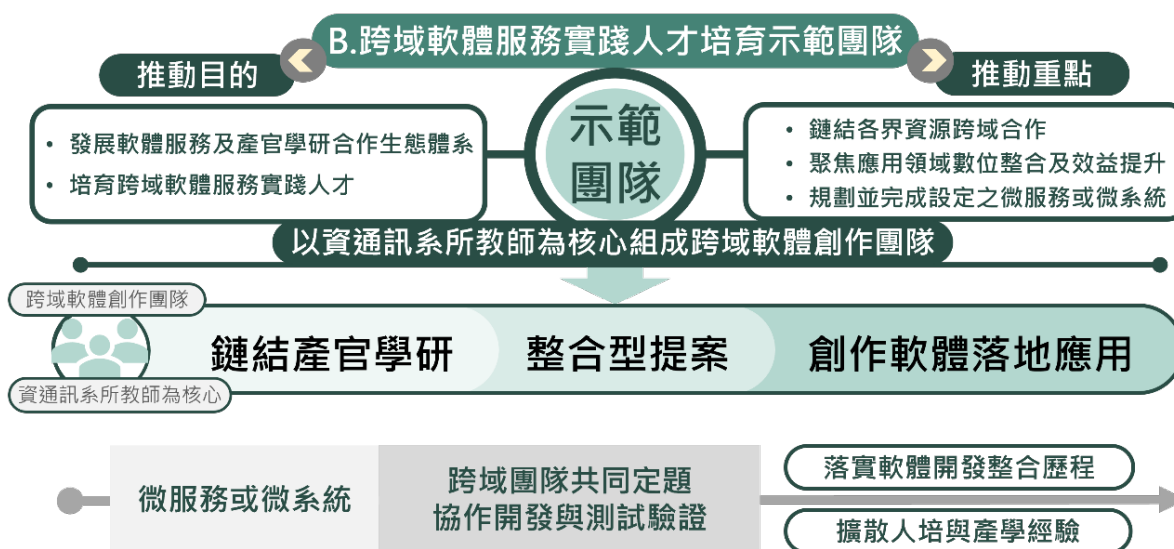 B.跨域軟體服務實踐人才培育示範團隊
推動目的
• 發展軟體服務及產官學研合作生態體系
• 培育跨域軟體服務實踐人才
示範
團隊
推動重點
• 鏈結各界資源跨域合作
• 聚焦應用領域數位整合及效益提升
• 規劃並完成設定之微服務或微系統
以資通訊系所教師為核心組成跨域軟體創作團隊
跨域軟體創作團隊
資通訊系所教師為核心
鏈結產官學研
整合型提案
創作軟體落地應用
微服務或微系統
跨域團隊共同定題
協作開發與測試驗證
落實軟體開發整合歷程
擴散人培與產學經驗